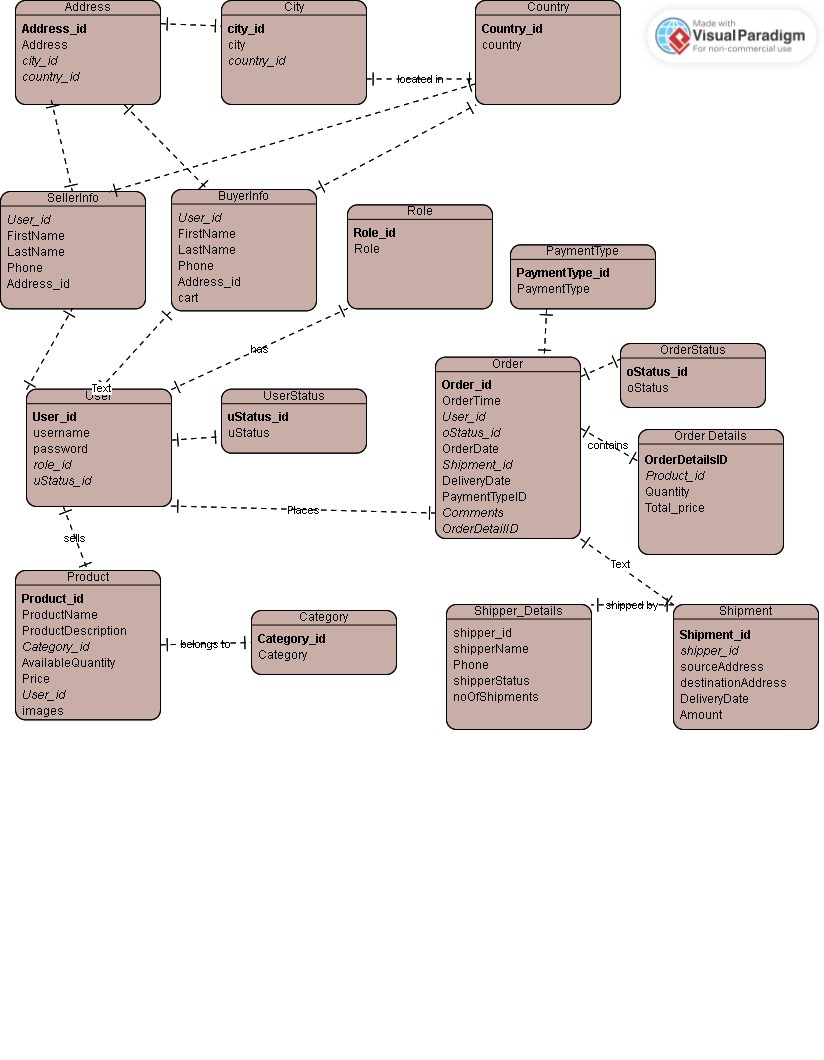 Address
Address_id
Address
city_id
country_id
City
city_id
city
country_id
Country
Country_id
country
Made with
VisualParadigm
For non-commercial use
located in
SellerInfo
User_id
FirstName
LastName
Phone
Address_id
BuyerInfo
User_id
FirstName
LastName
Phone
Address_id
cart
Role
Role_id
Role
PaymentType
PaymentType_id
PaymentType
has
Text
User
User_id
username
password
role_id
uStatus_id
UserStatus
uStatus_id
uStatus
Order
Order_id
OrderTime
User_id
oStatus_id
OrderDate
Shipment_id
DeliveryDate
PaymentTypeID
Comments
OrderDetailID
OrderStatus
oStatus_id
oStatus
contains
Order Details
OrderDetailsID
Product_id
Quantity
Total_price
Places
sells
Text
Product
Product_id
ProductName
ProductDescription
Category_id
AvailableQuantity
Price
User_id
images
belongs to
Category
Category_id
Category
Shipper_Details
shipper_id
shipperName
Phone
shipperStatus
noOfShipments
shipped by
Shipment
Shipment_id
shipper_id
sourceAddress
destinationAddress
DeliveryDate
Amount